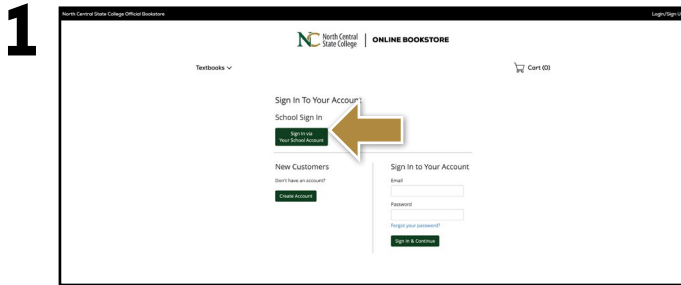 1
North Central State College Official Bookstore
Login/Sign U
NC North Central State College | ONLINE BOOKSTORE
Textbooks
Cart (0)
Sign In To Your Account
School Sign In
Sign In via
Your School Account
New Customers
Don't have an account?
Create Account
Sign In to Your Account
Email
Password
Forgot your password?
Sign in & Continue